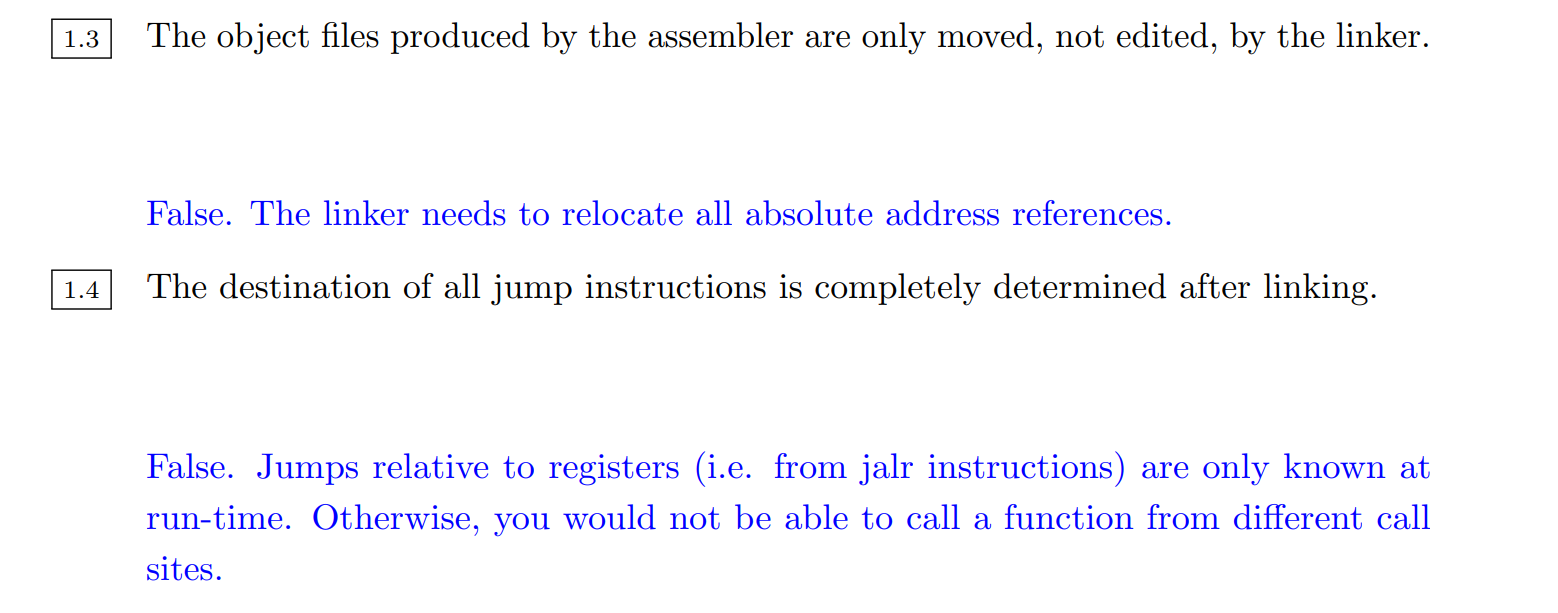 1.3 The object files produced by the assembler are only moved, not edited, by the linker.
False. The linker needs to relocate all absolute address references.
1.4 The destination of all jump instructions is completely determined after linking.
False. Jumps relative to registers (i.e. from jalr instructions) are only known at
run-time. Otherwise, you would not be able to call a function from different call
sites.